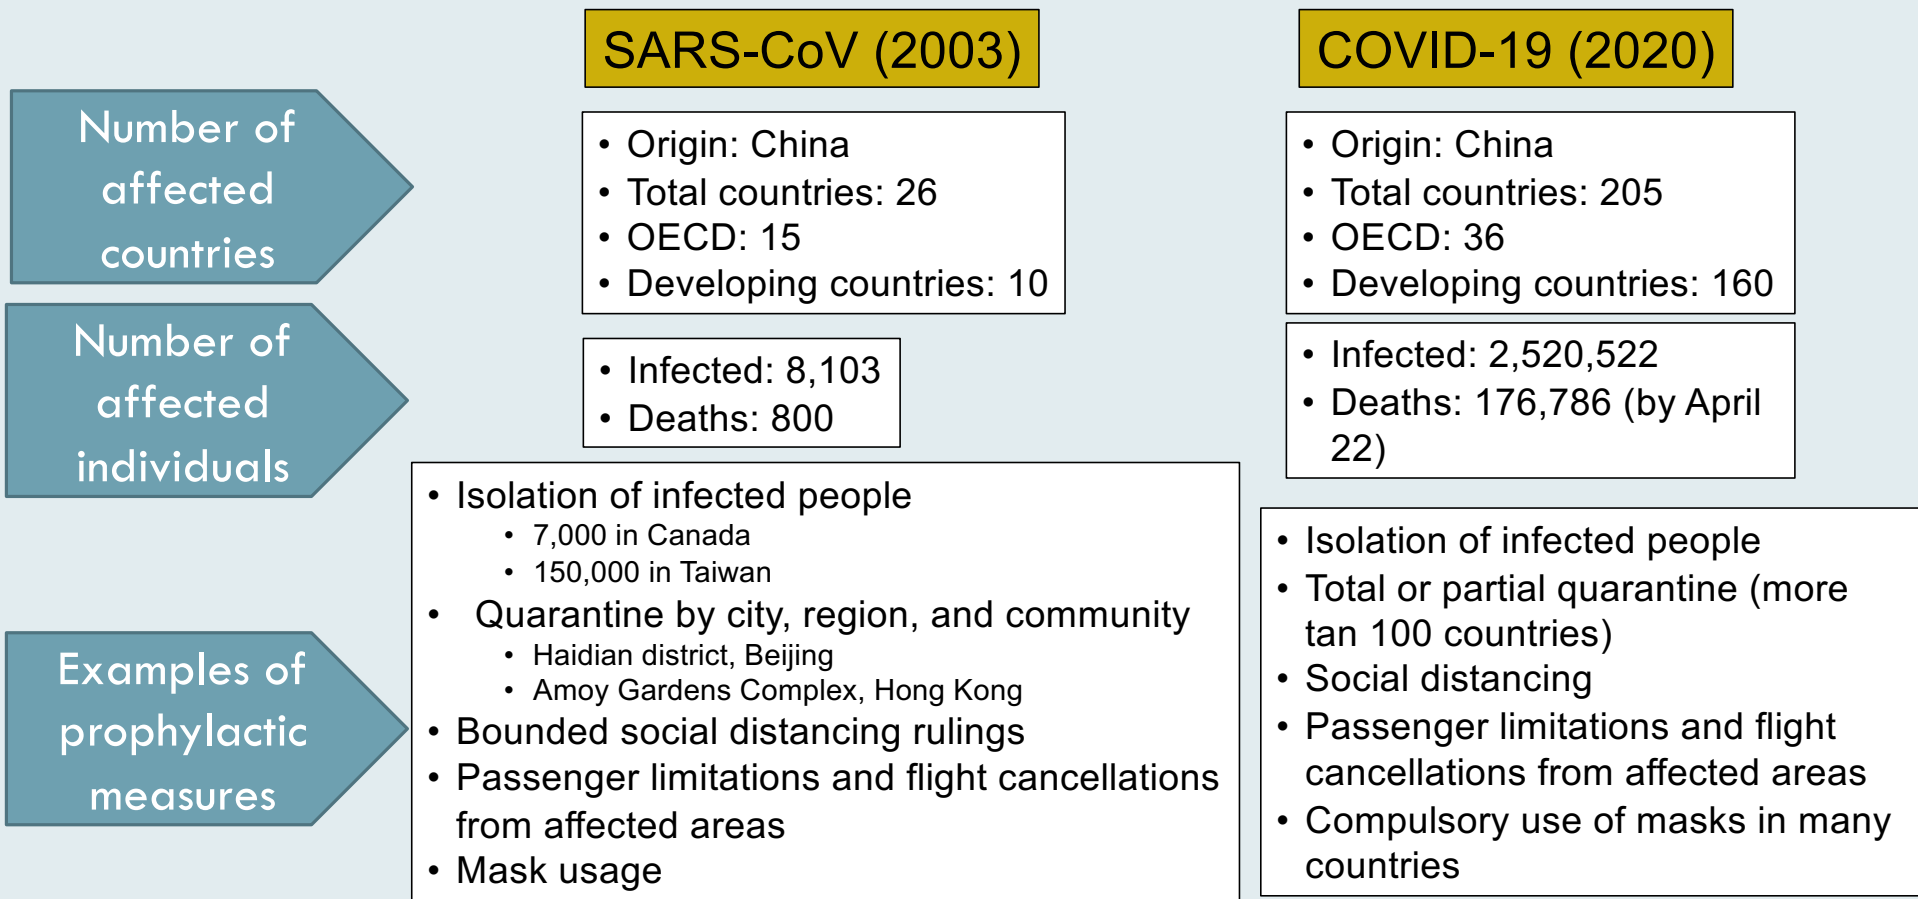 SARS-CoV (2003)
COVID-19 (2020)
Number of
affected
countries
• Origin: China
• Total countries: 26
• OECD: 15
• Developing countries: 10
• Origin: China
• Total countries: 205
• OECD: 36
• Developing countries: 160
Number of
affected
individuals
• Infected: 8,103
• Deaths: 800
• Infected: 2,520,522
• Deaths: 176,786 (by April
22)
Examples of
prophylactic
measures
• Isolation of infected people
• 7,000 in Canada
• 150,000 in Taiwan
• Quarantine by city, region, and community
• Haidian district, Beijing
• Amoy Gardens Complex, Hong Kong
• Bounded social distancing rulings
• Passenger limitations and flight cancellations
from affected areas
• Mask usage
• Isolation of infected people
• Total or partial quarantine (more
tan 100 countries)
• Social distancing
• Passenger limitations and flight
cancellations from affected areas
• Compulsory use of masks in many
countries